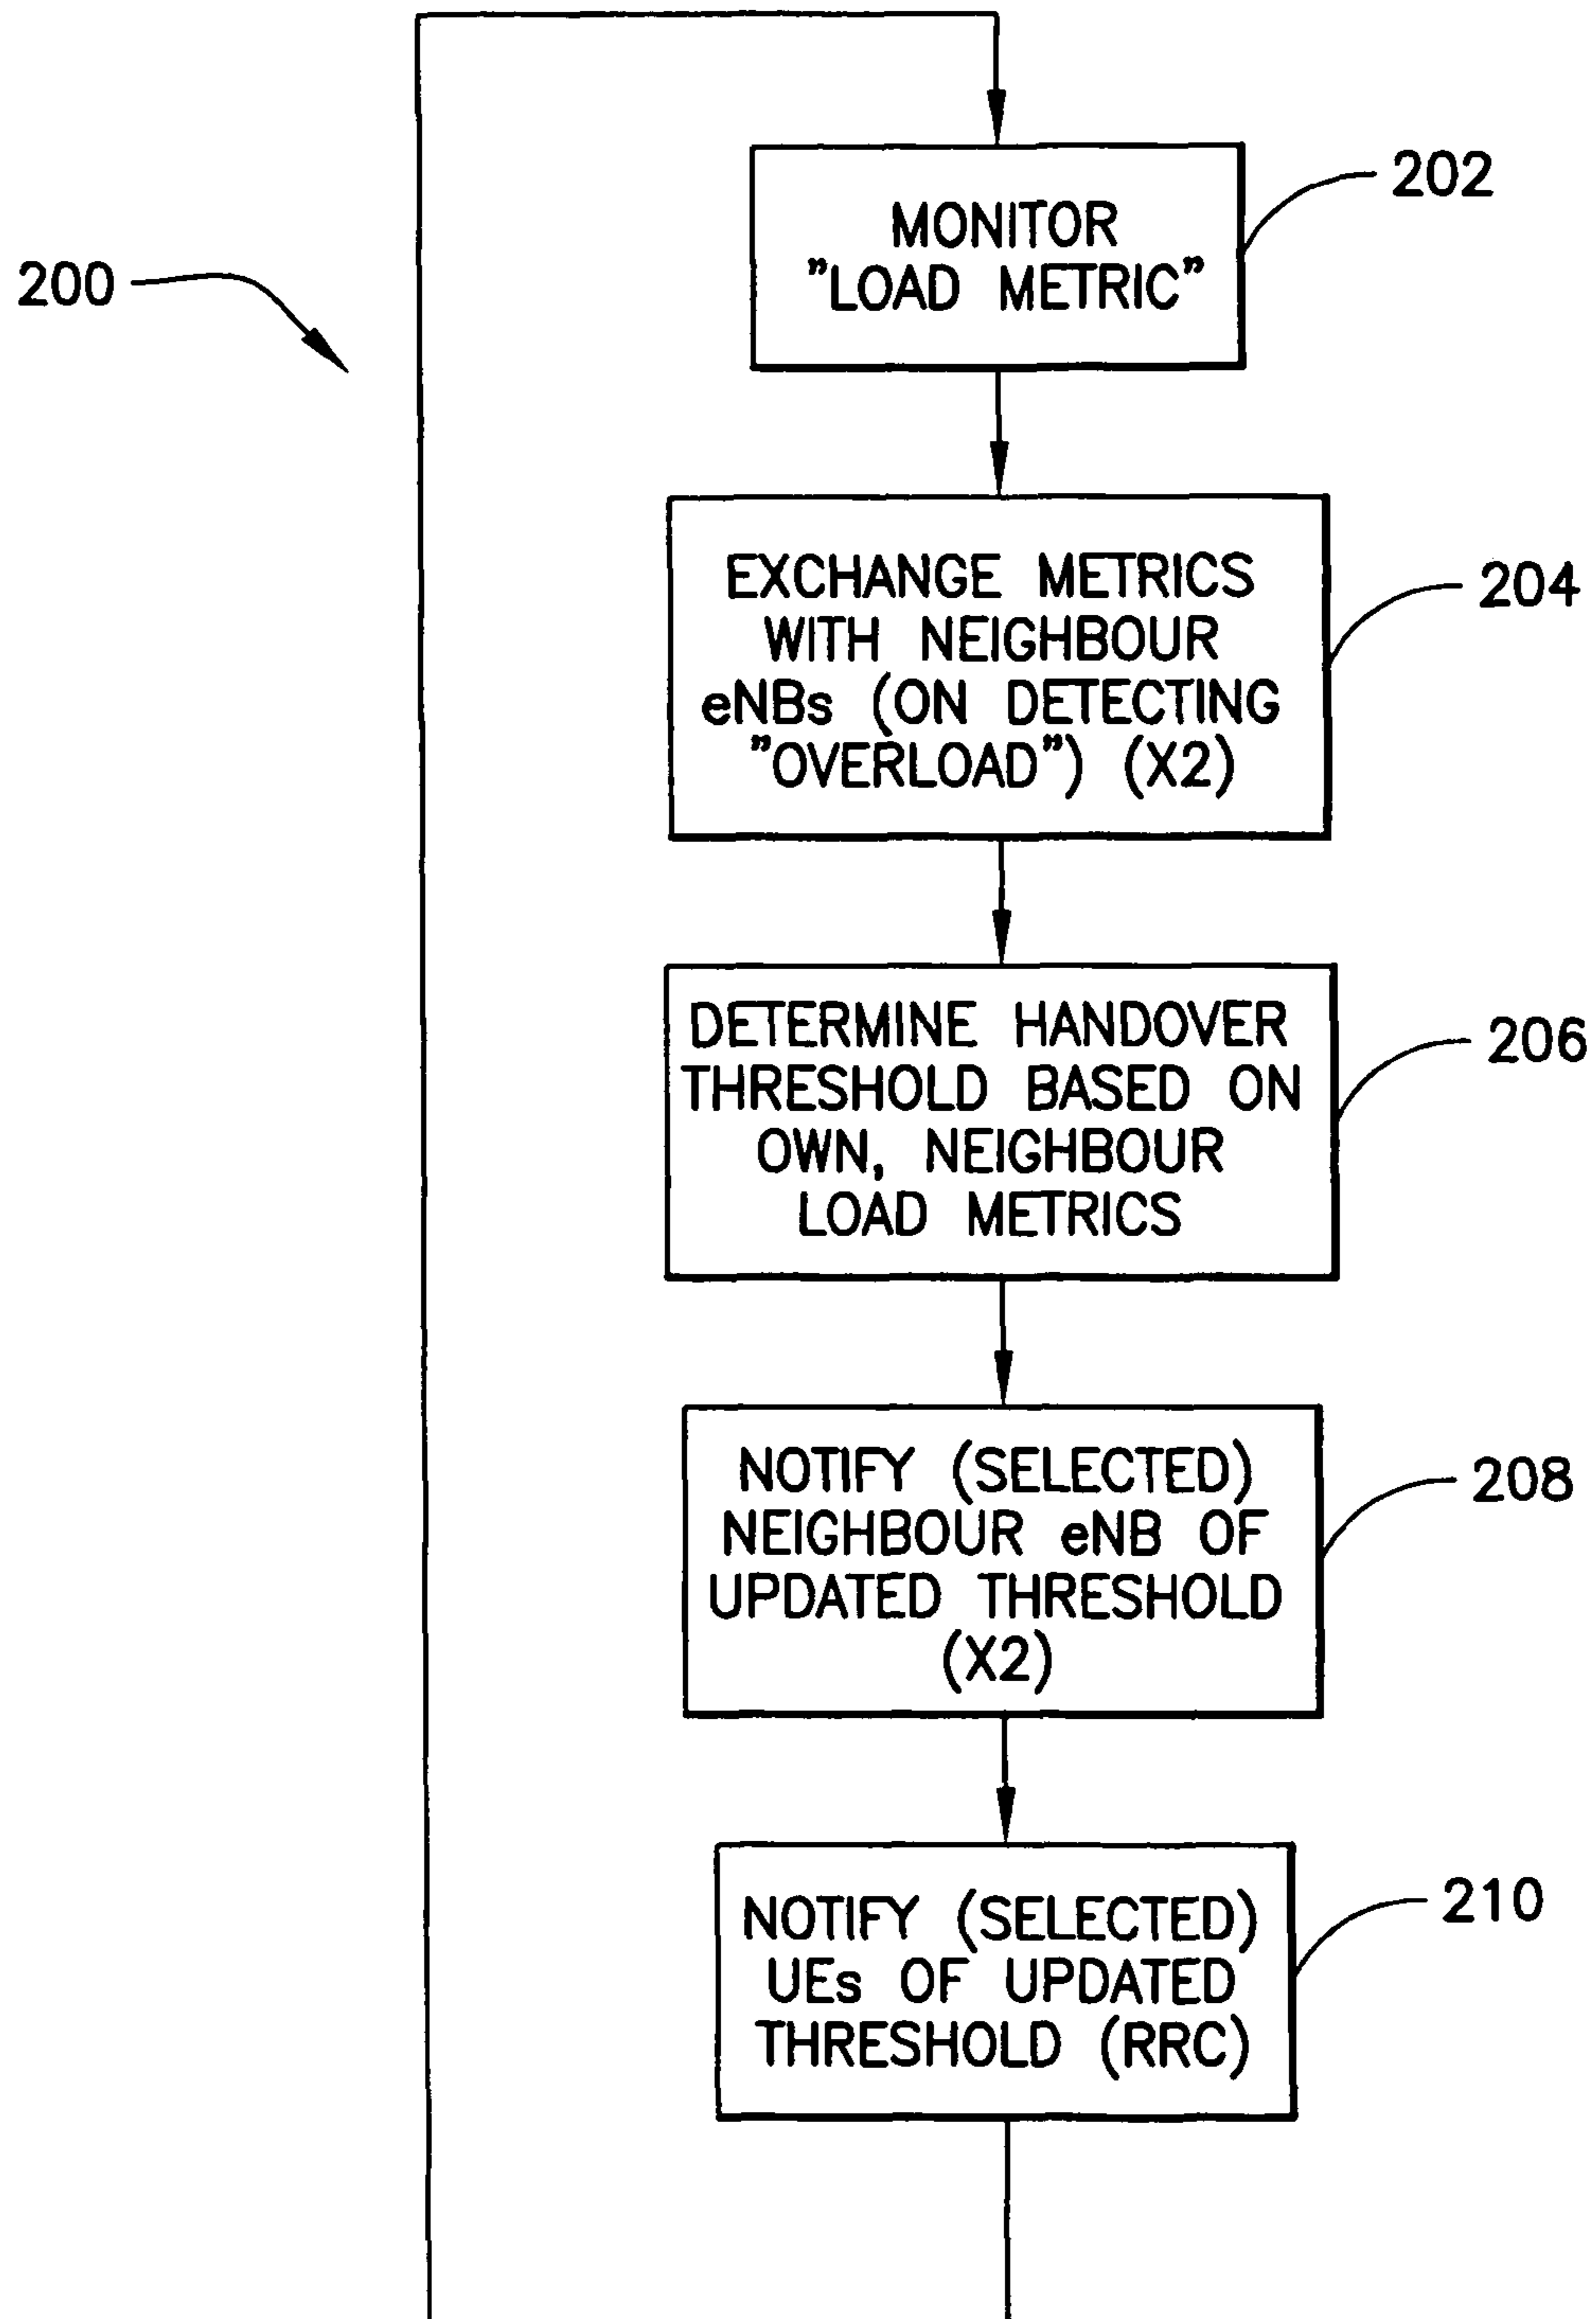 200
MONITOR
"LOAD METRIC"
202
EXCHANGE METRICS
WITH NEIGHBOUR
eNBs (ON DETECTING
"OVERLOAD") (X2)
204
DETERMINE HANDOVER
THRESHOLD BASED ON
OWN, NEIGHBOUR
LOAD METRICS
206
NOTIFY (SELECTED)
NEIGHBOUR eNB OF
UPDATED THRESHOLD
(X2)
208
NOTIFY (SELECTED)
UEs OF UPDATED
THRESHOLD (RRC)
210